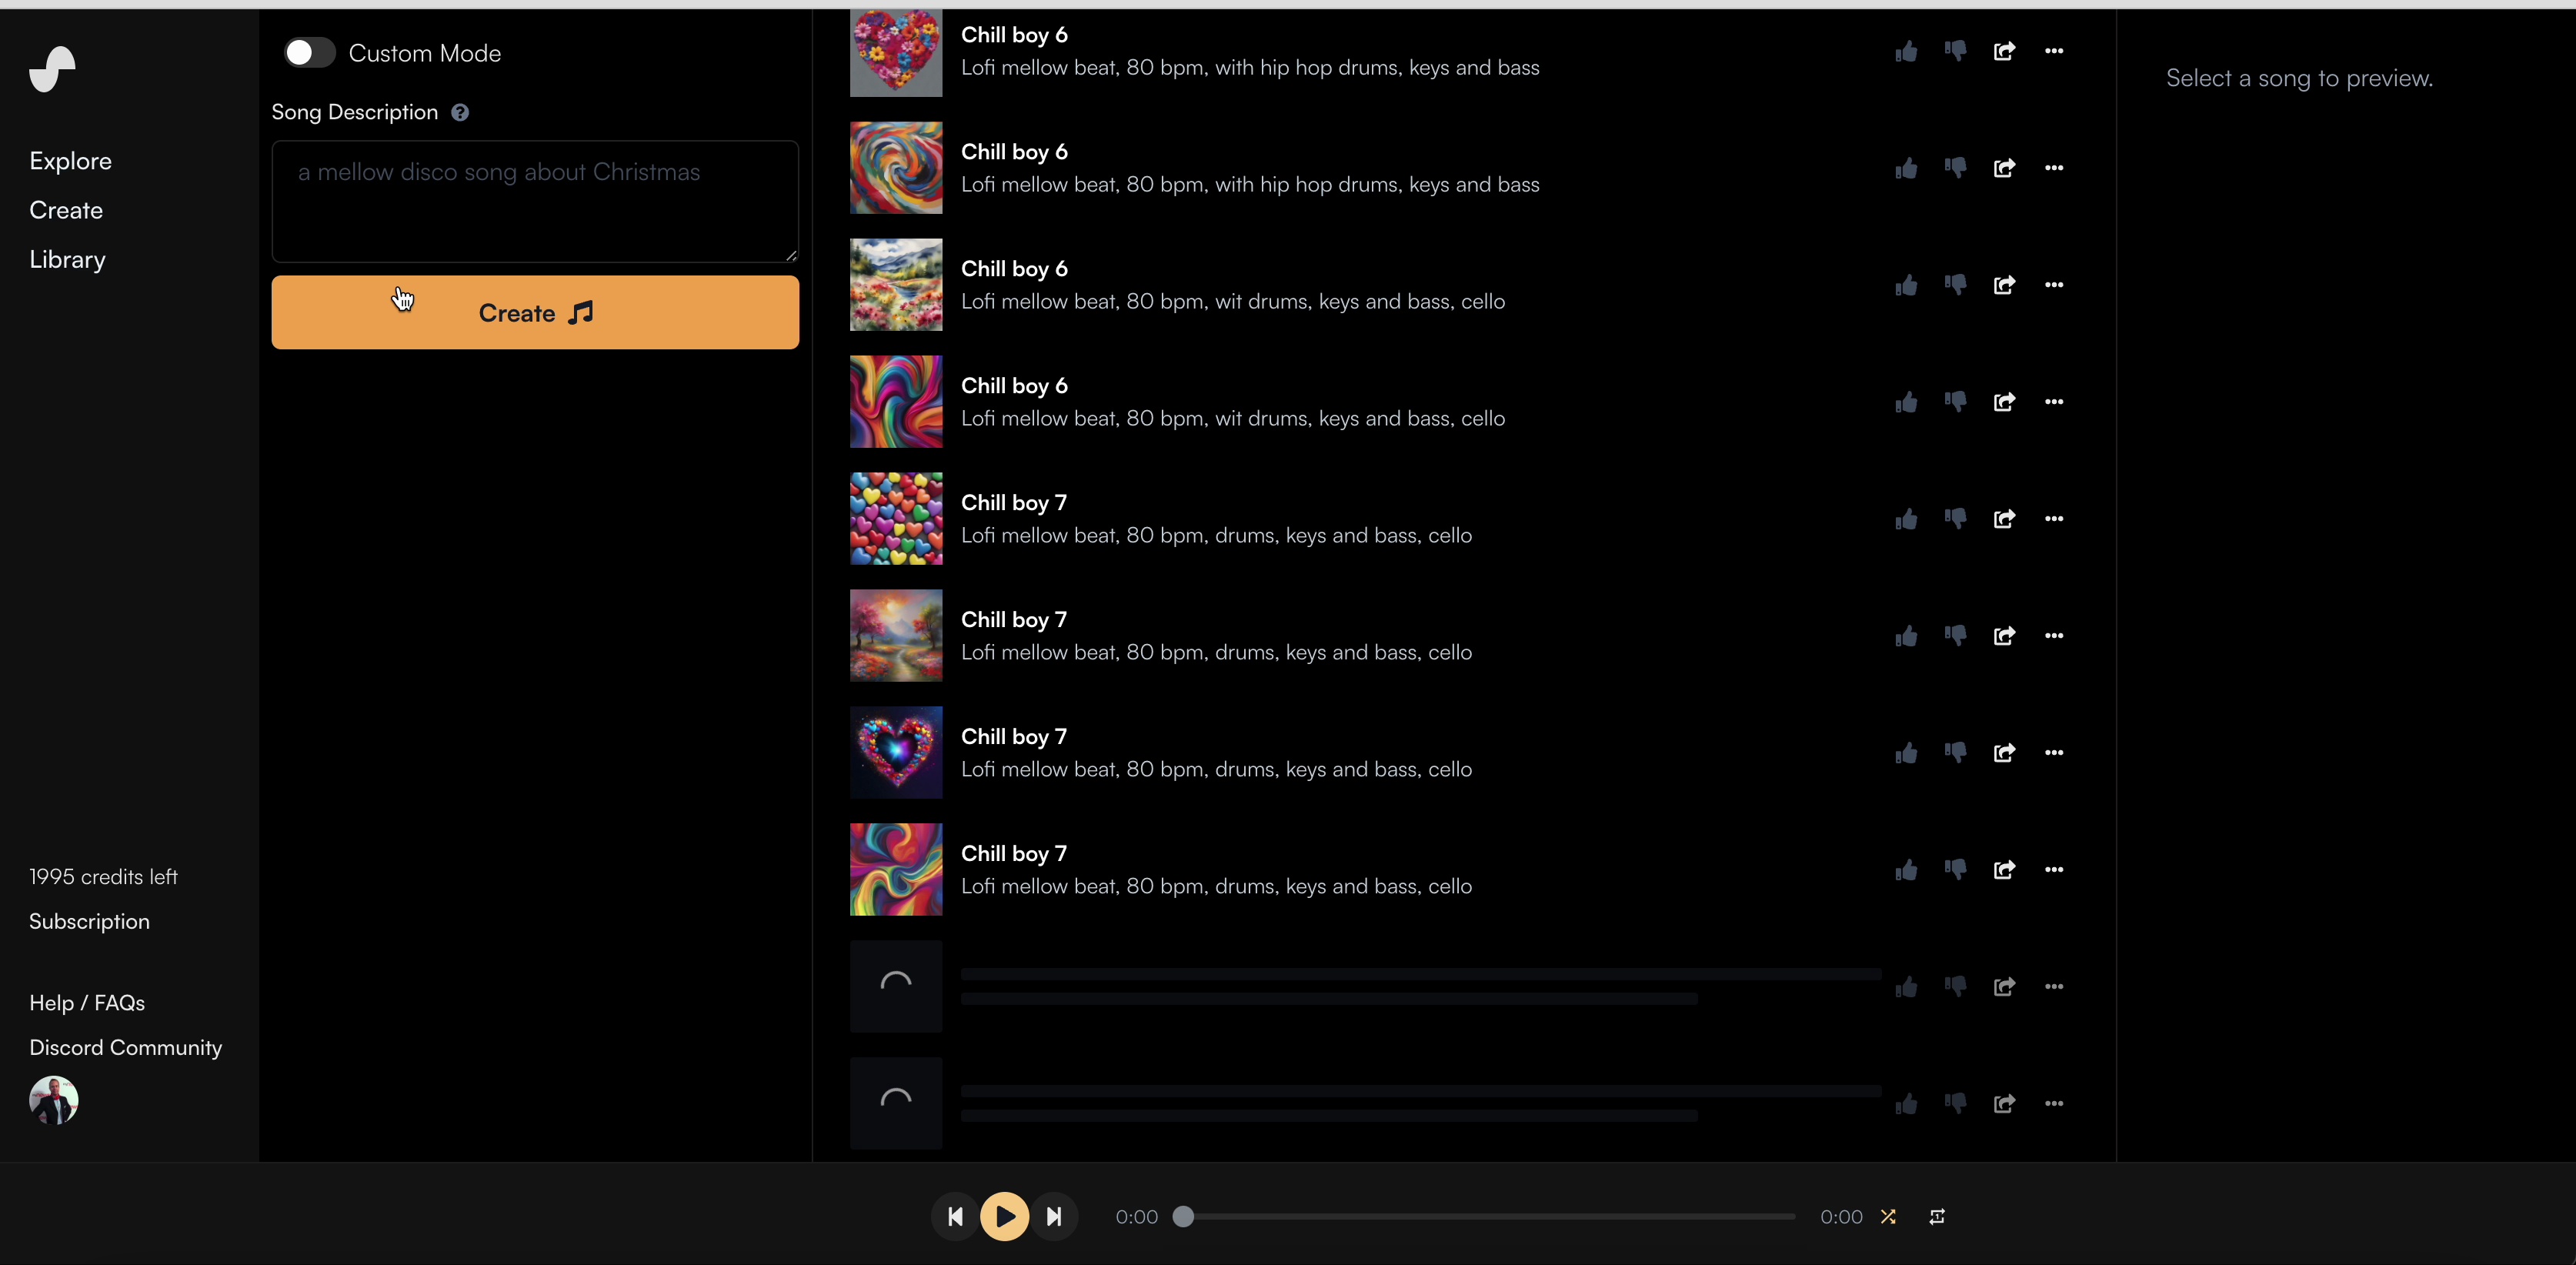 Explore
Create
Library
1995 credits left
Subscription
Help / FAQs
Discord Community
Custom Mode
Song Description ?
a mellow disco song about Christmas
Create
Chill boy 6
Lofi mellow beat, 80 bpm, with hip hop drums, keys and bass
Chill boy 6
Lofi mellow beat, 80 bpm, with hip hop drums, keys and bass
Chill boy 6
Lofi mellow beat, 80 bpm, wit drums, keys and bass, cello
Chill boy 6
Lofi mellow beat, 80 bpm, wit drums, keys and bass, cello
Chill boy 7
Lofi mellow beat, 80 bpm, drums, keys and bass, cello
Chill boy 7
Lofi mellow beat, 80 bpm, drums, keys and bass, cello
Chill boy 7
Lofi mellow beat, 80 bpm, drums, keys and bass, cello
Chill boy 7
Lofi mellow beat, 80 bpm, drums, keys and bass, cello
Select a song to preview.
0:00
0:00